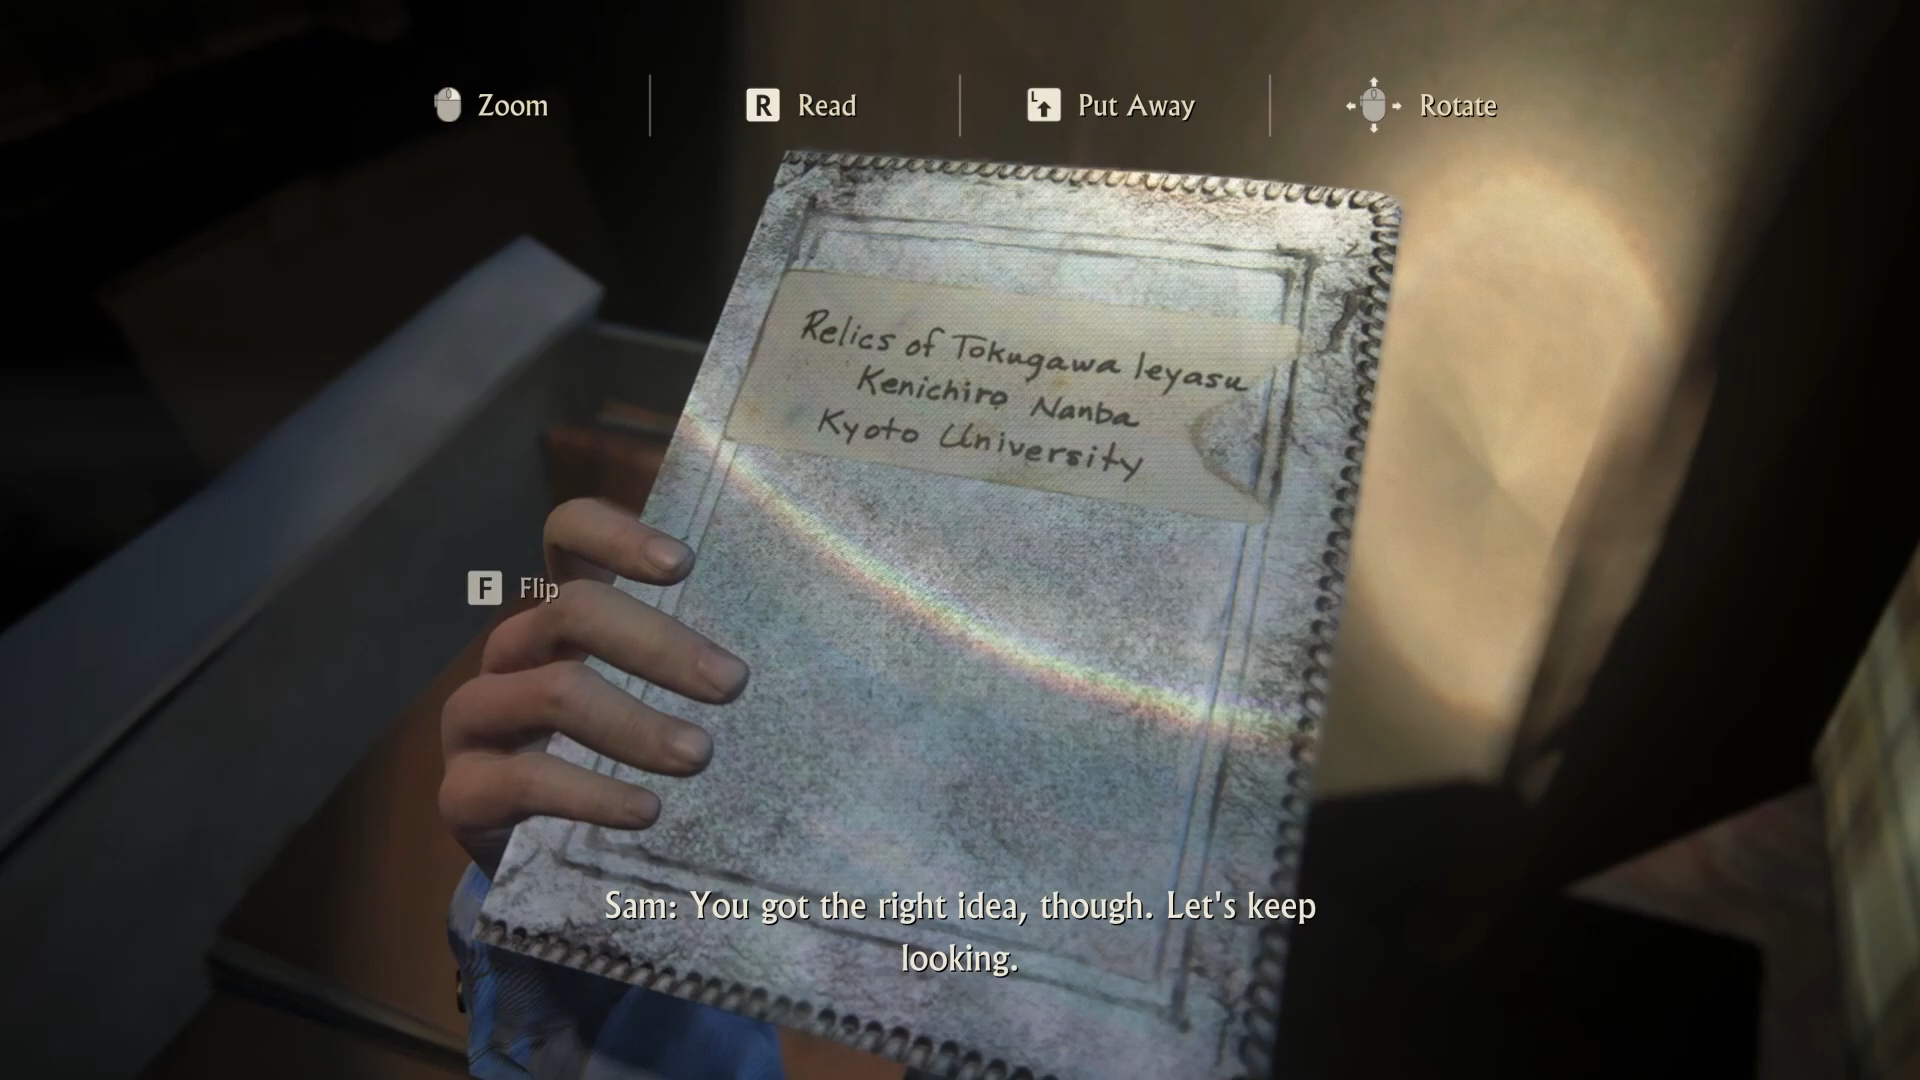 Zoom
R Read
L Put Away
Rotate
Relics of Tokugawa Ieyasu
Kenichiro Nanba
Kyoto University
F Flip
Sam: You got the right idea, though. Let's keep
looking.